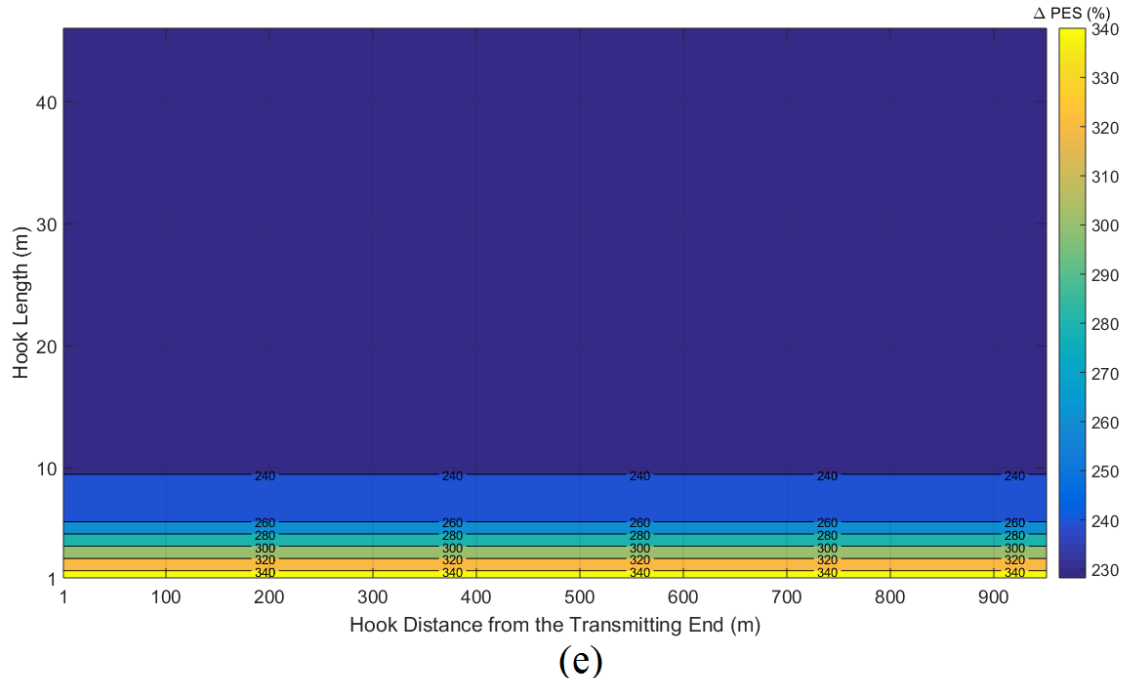 Δ PES (%)
340
330
320
310
300
290
280
270
260
250
240
230
Hook Length (m)
40
30
20
10
1
240 240 240 240 240
260 260 260 260 260
280 280 280 280 280
300 300 300 300 300
320 320 320 320 320
340 340 340 340 340
1 100 200 300 400 500 600 700 800 900
Hook Distance from the Transmitting End (m)
(e)